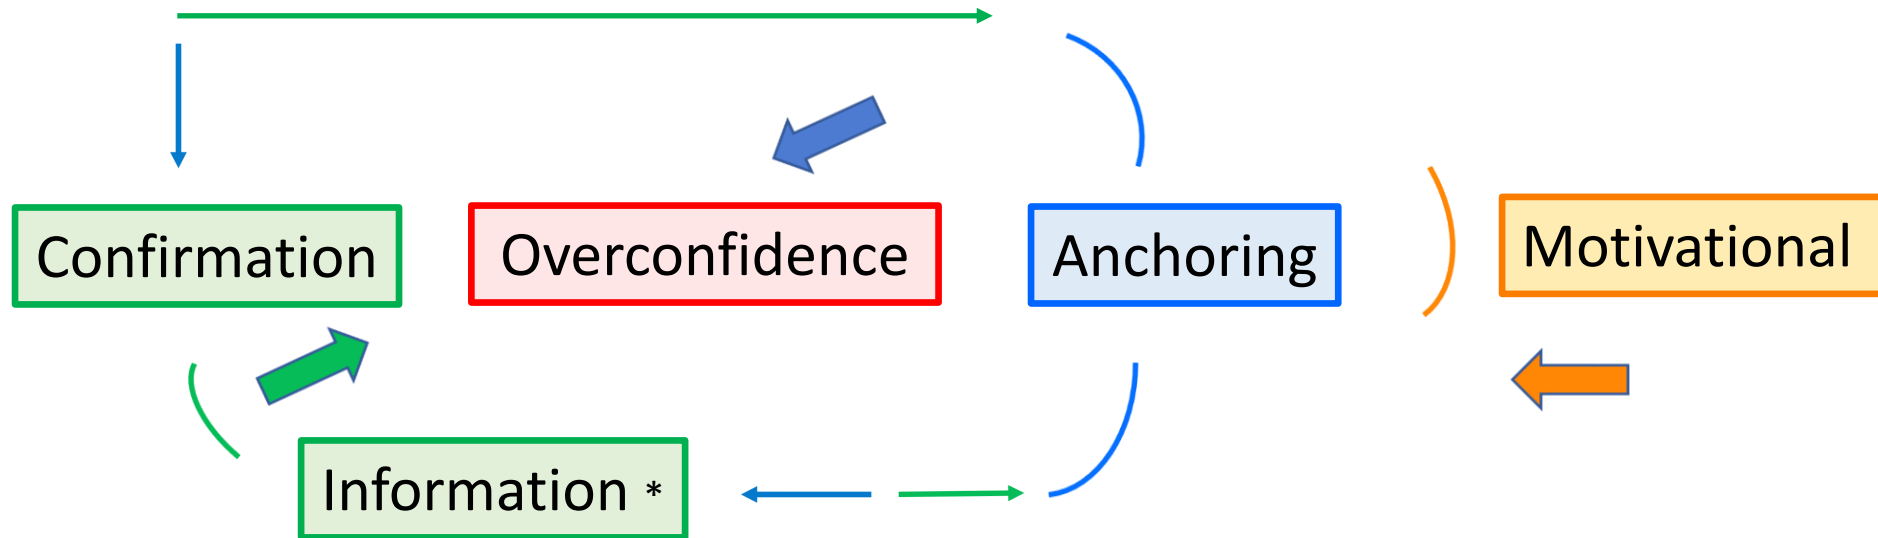 Confirmation
Overconfidence
Anchoring
Motivational
Information *